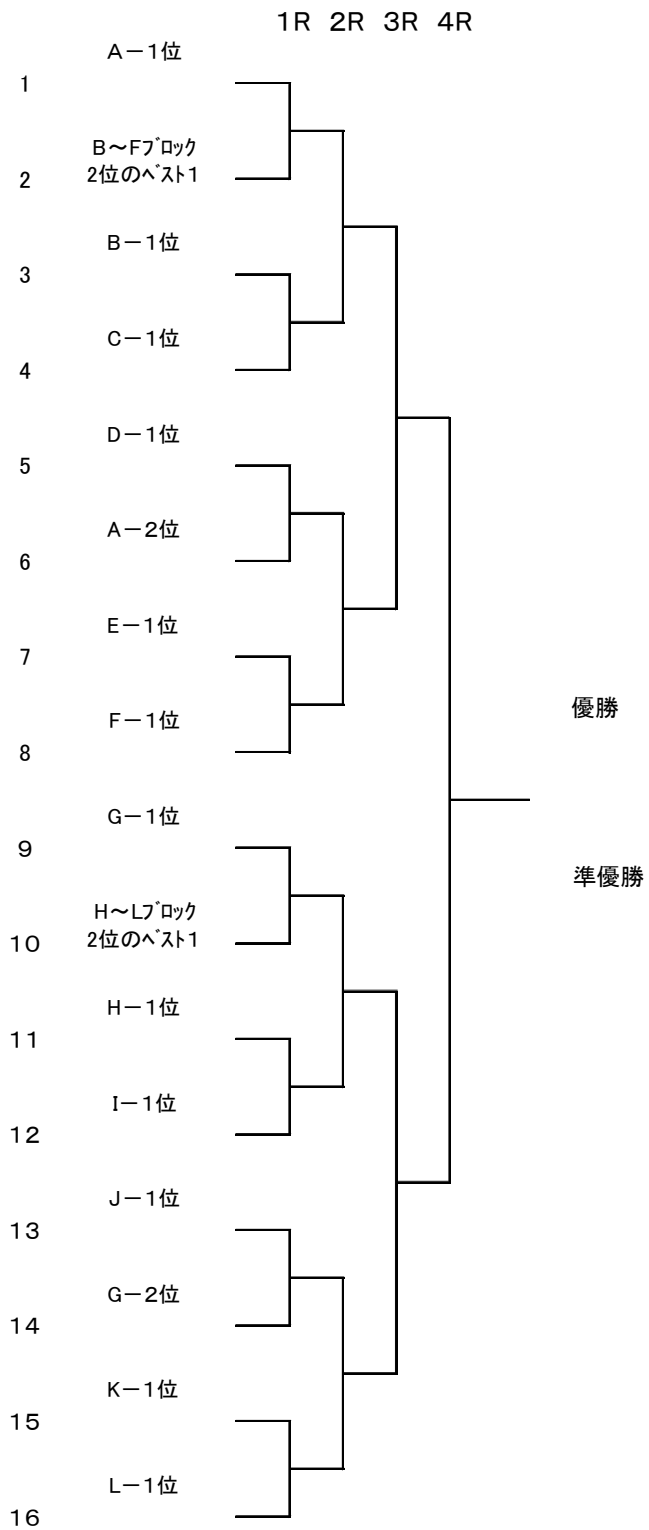 1R 2R 3R 4R
A－1位
1
B～Fﾌﾞﾛｯｸ
2位のﾍﾞｽﾄ1
2
B－1位
3
C－1位
4
D－1位
5
A－2位
6
E－1位
7
F－1位
8
優勝
G－1位
9
準優勝
H～Lﾌﾞﾛｯｸ
2位のﾍﾞｽﾄ1
10
H－1位
11
I－1位
12
J－1位
13
G－2位
14
K－1位
15
L－1位
16